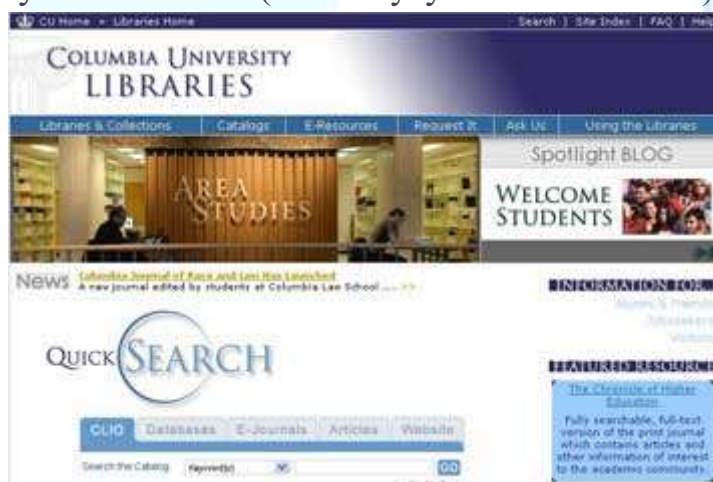 CU Home » Libraries Home
Search | Site Index | FAQ | Help
COLUMBIA UNIVERSITY
LIBRARIES
Libraries & Collections Catalogs E-Resources Request It Ask Us Using the Libraries
AREA
STUDIES
Spotlight BLOG
WELCOME
STUDENTS
News
Columbia Journal of Race and Law Has Launched
A new journal edited by students at Columbia Law School ... >>
QUICK SEARCH
CLIO Databases E-Journals Articles Website
Search the Catalog Keyword(s) GO
INFORMATION FOR...
Alumni & Friends
Visitors
FEATURED RESOURCE
The Chronicle of Higher
Education
Fully searchable, full-text
version of the print journal
which contains articles and
other information of interest
to the academic community.